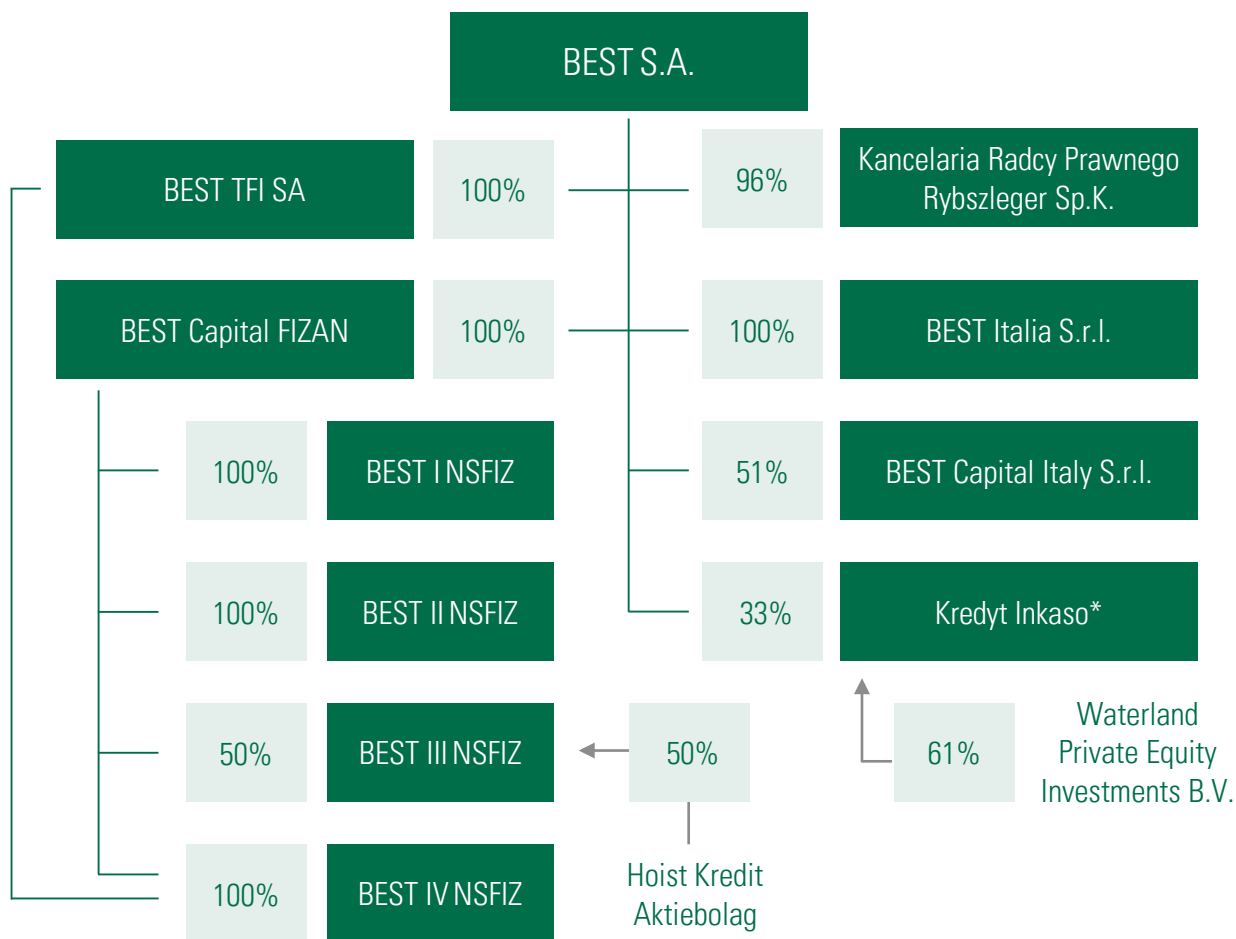 BEST S.A.
BEST TFI SA
100%
96%
Kancelaria Radcy Prawnego
Rybszleger Sp.K.
BEST Capital FIZAN
100%
100%
BEST Italia S.r.l.
100%
BEST I NSFIZ
51%
BEST Capital Italy S.r.l.
100%
BEST II NSFIZ
33%
Kredyt Inkaso*
50%
BEST III NSFIZ
50%
61%
Waterland
Private Equity
Investments B.V.
100%
BEST IV NSFIZ
Hoist Kredit
Aktiebolag